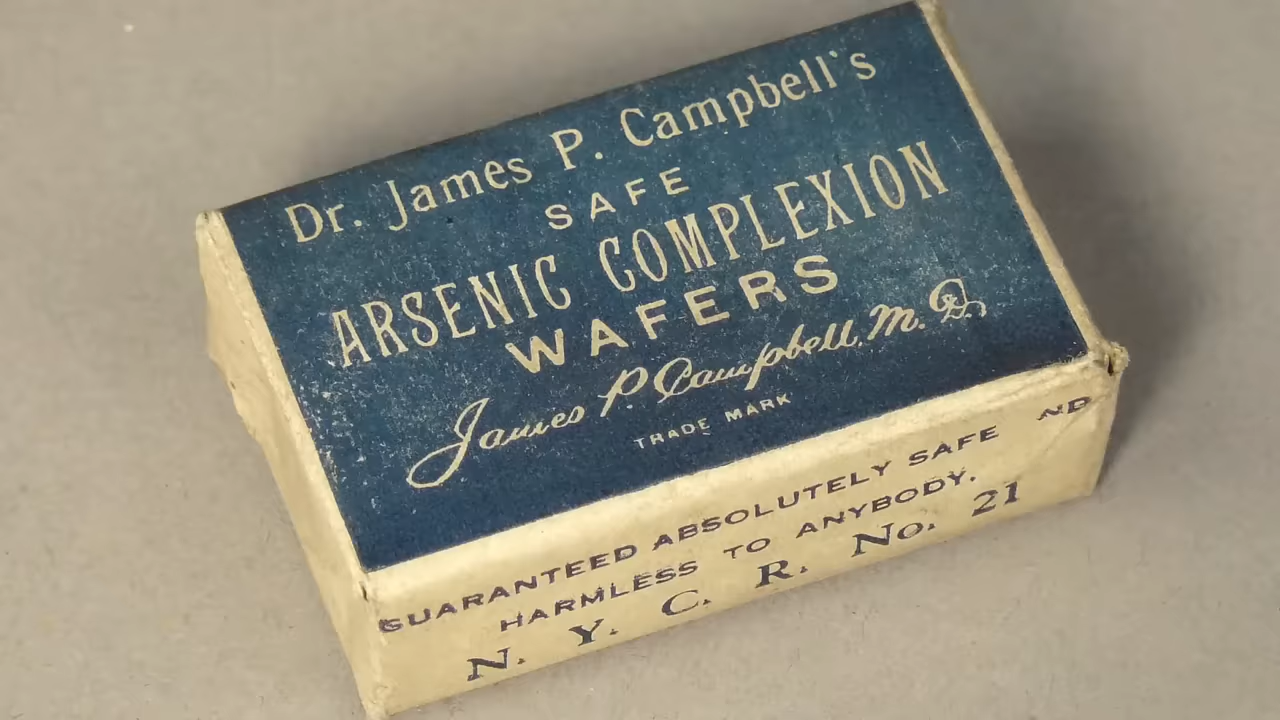 Dr. James P. Campbell's
SAFE
ARSENIC COMPLEXION
WAFERS
James P. Campbell, M. D.
TRADE MARK
GUARANTEED ABSOLUTELY SAFE ND
HARMLESS TO ANYBODY.
N. Y. C. R. No. 21